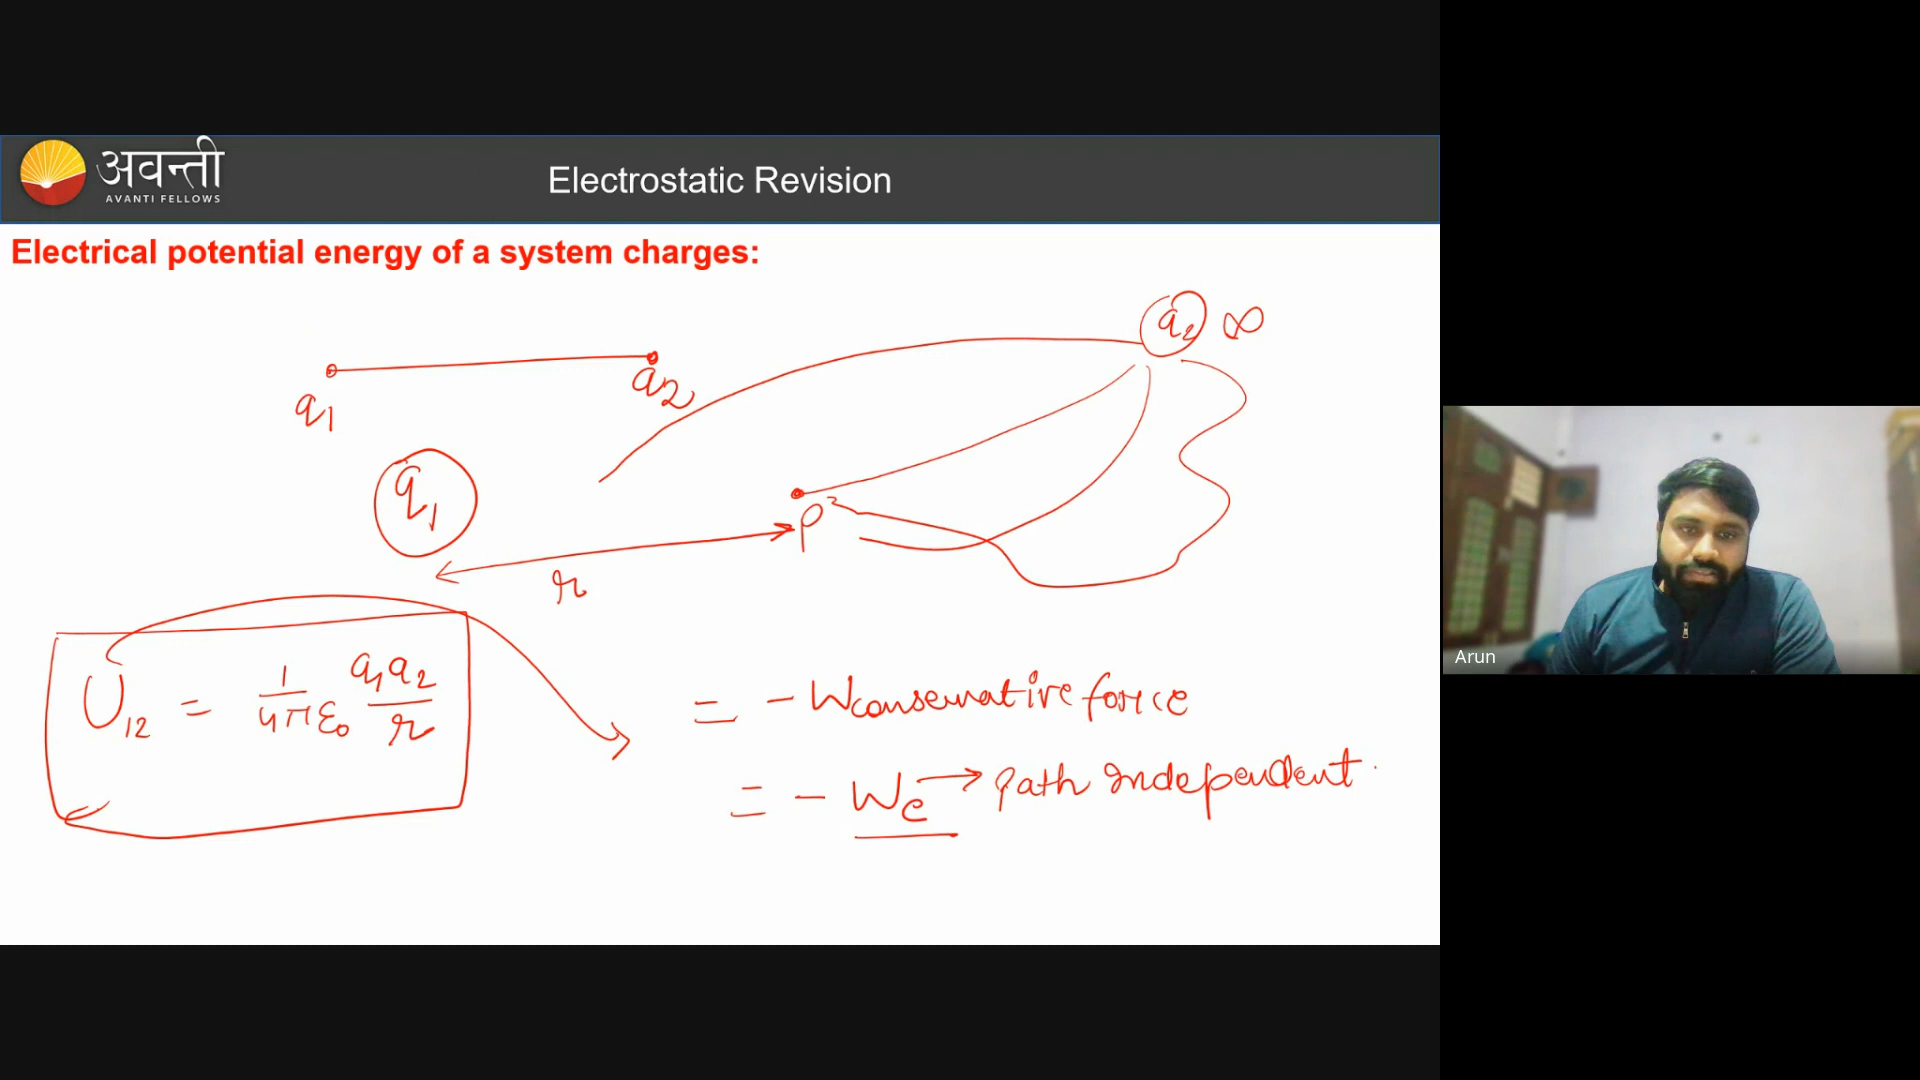 अवन्ती
AVANTI FELLOWS
Electrostatic Revision
Electrical potential energy of a system charges:
q₂ ∞
q₁ q₂
q₁
P
r
U₁₂ = 1/4πε₀ q₁q₂/r
= - Wconservative force
= - Wc → Path Independent.
Arun